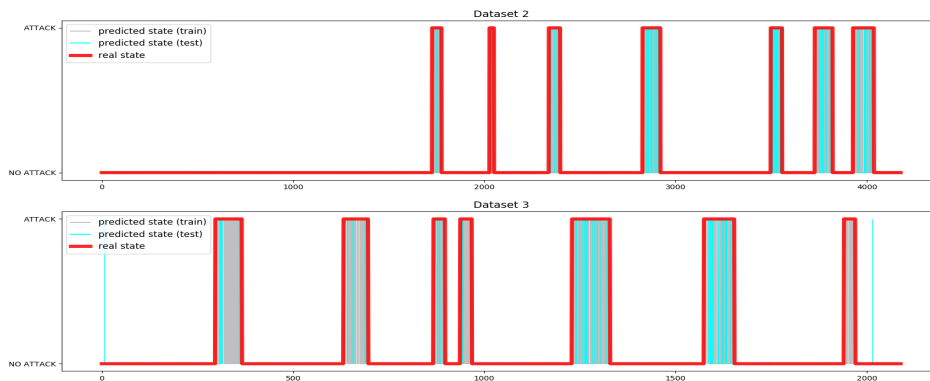 Dataset 2
ATTACK
predicted state (train)
predicted state (test)
real state
NO ATTACK
0 1000 2000 3000 4000
Dataset 3
ATTACK
predicted state (train)
predicted state (test)
real state
NO ATTACK
0 500 1000 1500 2000